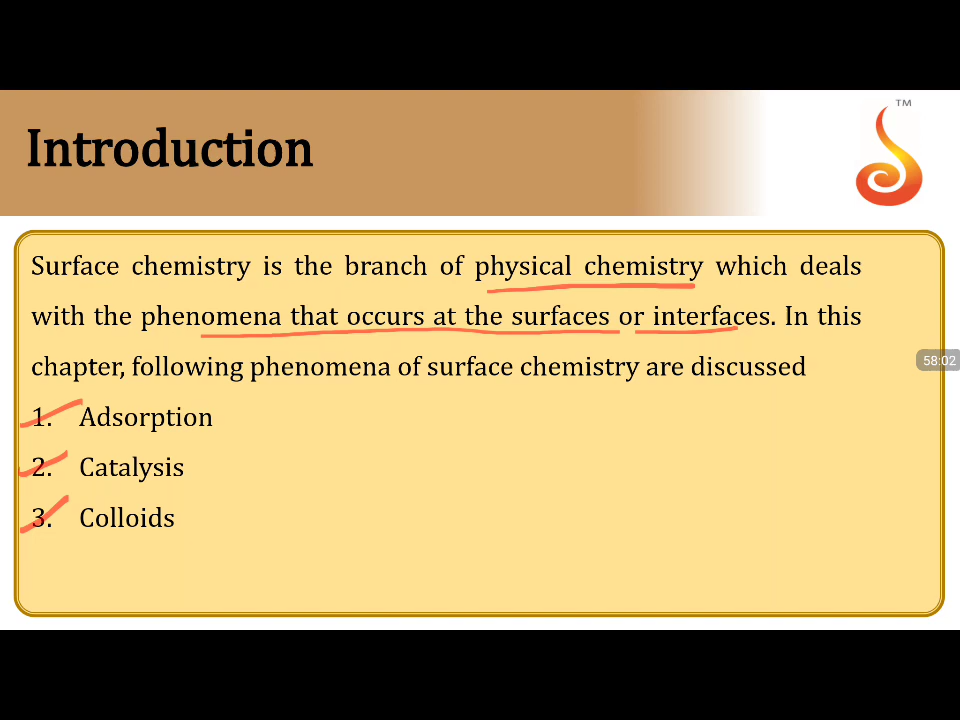 TM
Introduction
Surface chemistry is the branch of physical chemistry which deals
with the phenomena that occurs at the surfaces or interfaces. In this
chapter, following phenomena of surface chemistry are discussed
58:02
1. Adsorption
2. Catalysis
3. Colloids